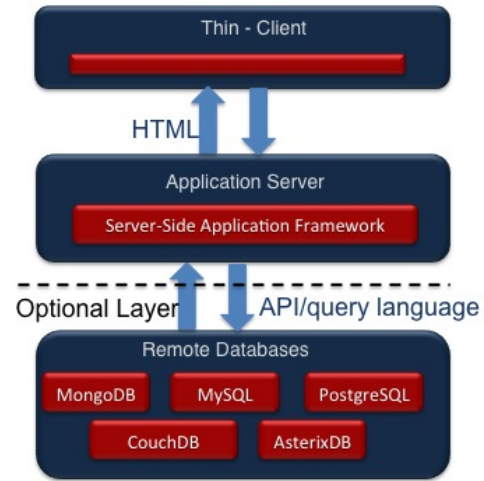 Thin - Client
HTML
Application Server
Server-Side Application Framework
Optional Layer
API/query language
Remote Databases
MongoDB
MySQL
PostgreSQL
CouchDB
AsterixDB